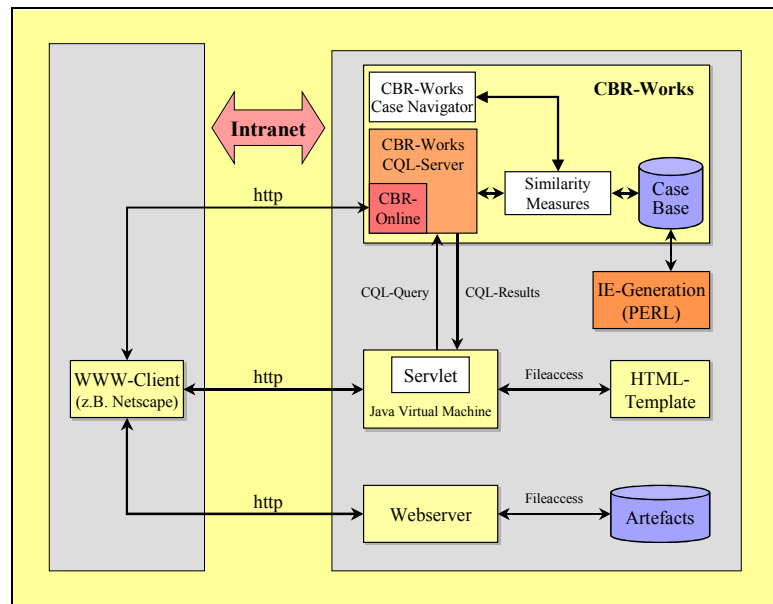 CBR-Works
Case Navigator
CBR-Works
Intranet
CBR-Works
CQL-Server
CBR-
Online
Similarity
Measures
Case
Base
http
CQL-Query
CQL-Results
IE-Generation
(PERL)
WWW-Client
(z.B. Netscape)
http
Servlet
Java Virtual Machine
Fileaccess
HTML-
Template
http
Webserver
Fileaccess
Artefacts